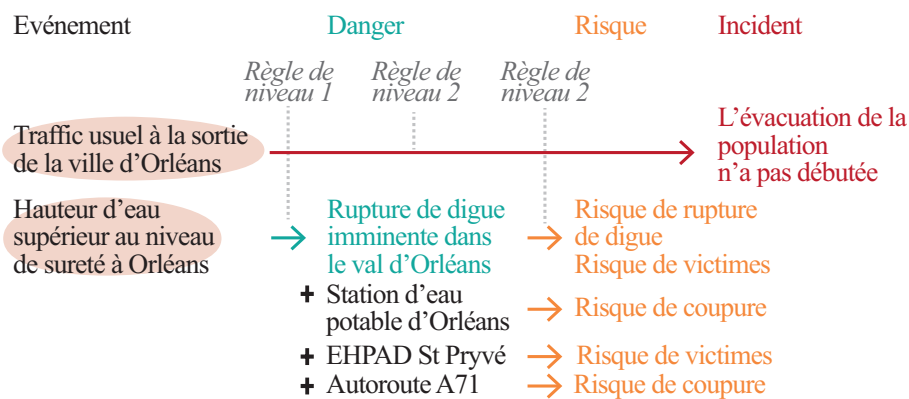 Evénement
Danger
Risque
Incident
Règle de
niveau 1
Règle de
niveau 2
Règle de
niveau 2
Traffic usuel à la sortie
de la ville d’Orléans
L’évacuation de la
population
n’a pas débutée
Hauteur d’eau
supérieur au niveau
de sureté à Orléans
Rupture de digue
imminente dans
le val d’Orléans
Risque de rupture
de digue
Risque de victimes
+ Station d’eau
potable d’Orléans
Risque de coupure
+ EHPAD St Pryvé
Risque de victimes
+ Autoroute A71
Risque de coupure